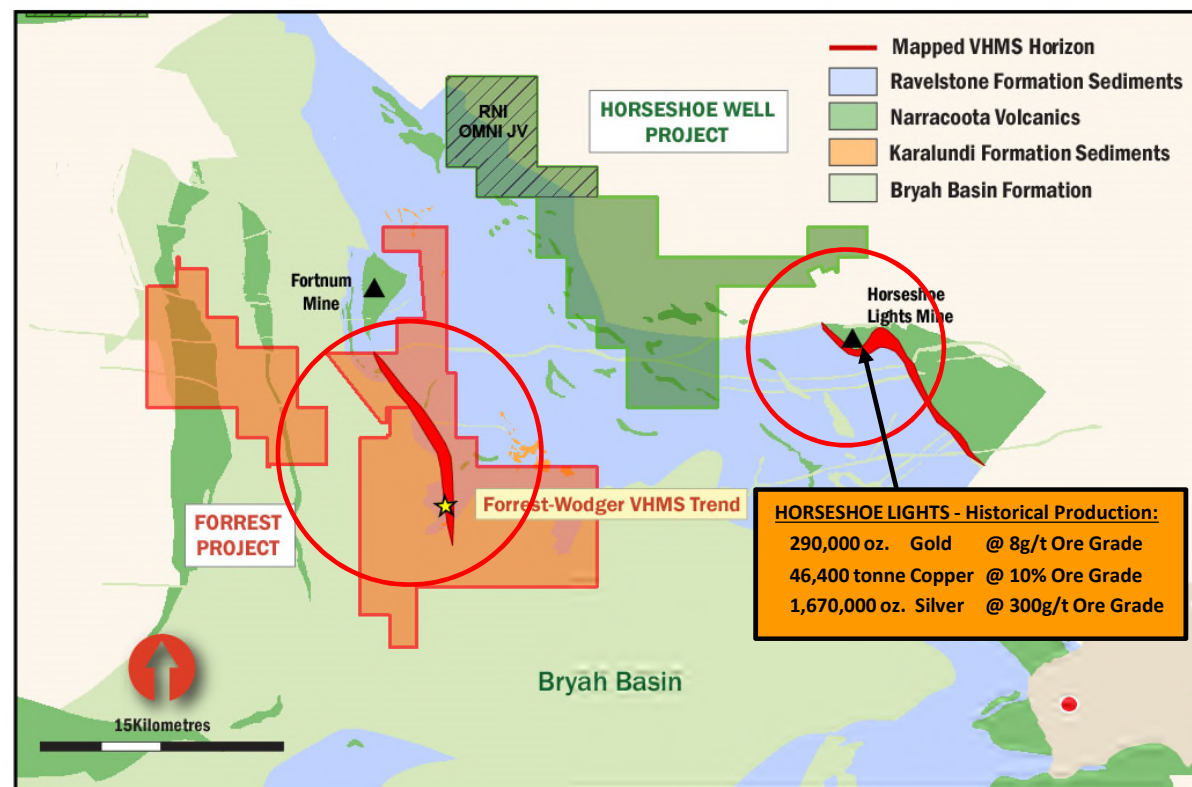 Mapped VHMS Horizon
Ravelstone Formation Sediments
Narracoota Volcanics
Karalundi Formation Sediments
Bryah Basin Formation
RNI
OMNI JV
HORSESHOE WELL
PROJECT
Fortnum
Mine
Horseshoe
Lights Mine
Forrest-Wodger VHMS Trend
FORREST
PROJECT
HORSESHOE LIGHTS - Historical Production:
290,000 oz. Gold @ 8g/t Ore Grade
46,400 tonne Copper @ 10% Ore Grade
1,670,000 oz. Silver @ 300g/t Ore Grade
Bryah Basin
15Kilometres